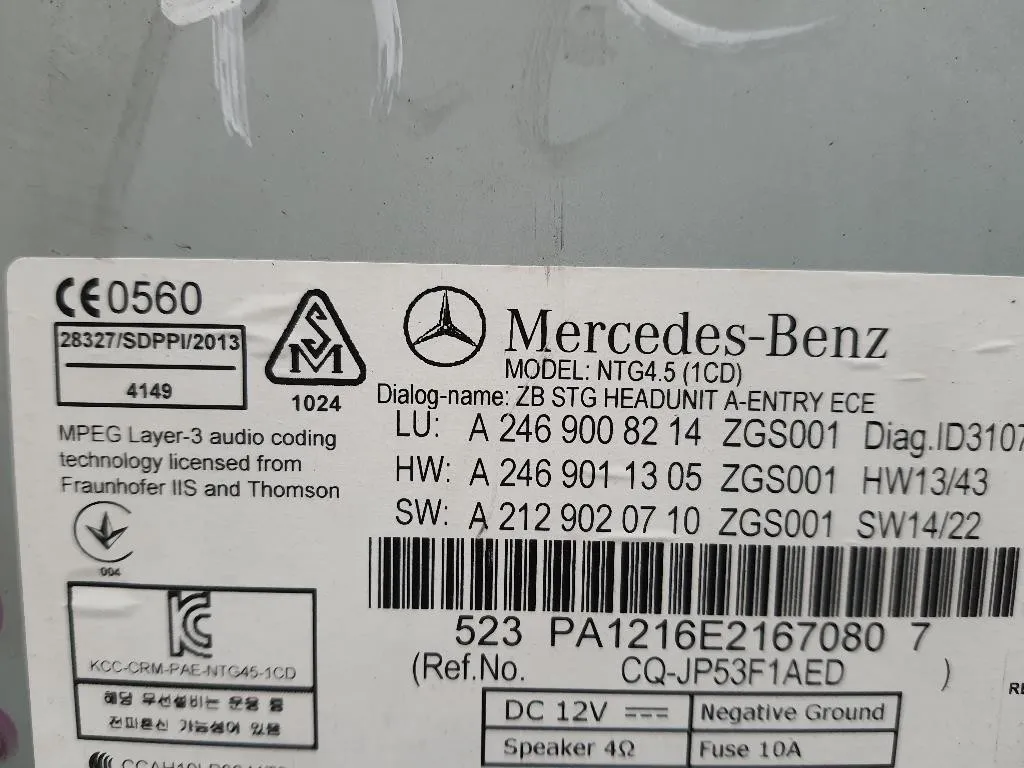 CE0560
28327/SDPPI/2013
4149
SM
1024
MPEG Layer-3 audio coding
technology licensed from
Fraunhofer IIS and Thomson
004
KCC-CRM-PAE-NTG45-1CD
해당 무선설비는 운용 중
전파혼신 가능성이 있음
Mercedes-Benz
MODEL: NTG4.5 (1CD)
Dialog-name: ZB STG HEADUNIT A-ENTRY ECE
LU: A 246 900 82 14 ZGS001 Diag.ID3107
HW: A 246 901 13 05 ZGS001 HW13/43
SW: A 212 902 07 10 ZGS001 SW14/22
523 PA1216E2167080 7
(Ref.No. CQ-JP53F1AED )
DC 12V Negative Ground
Speaker 4Ω Fuse 10A